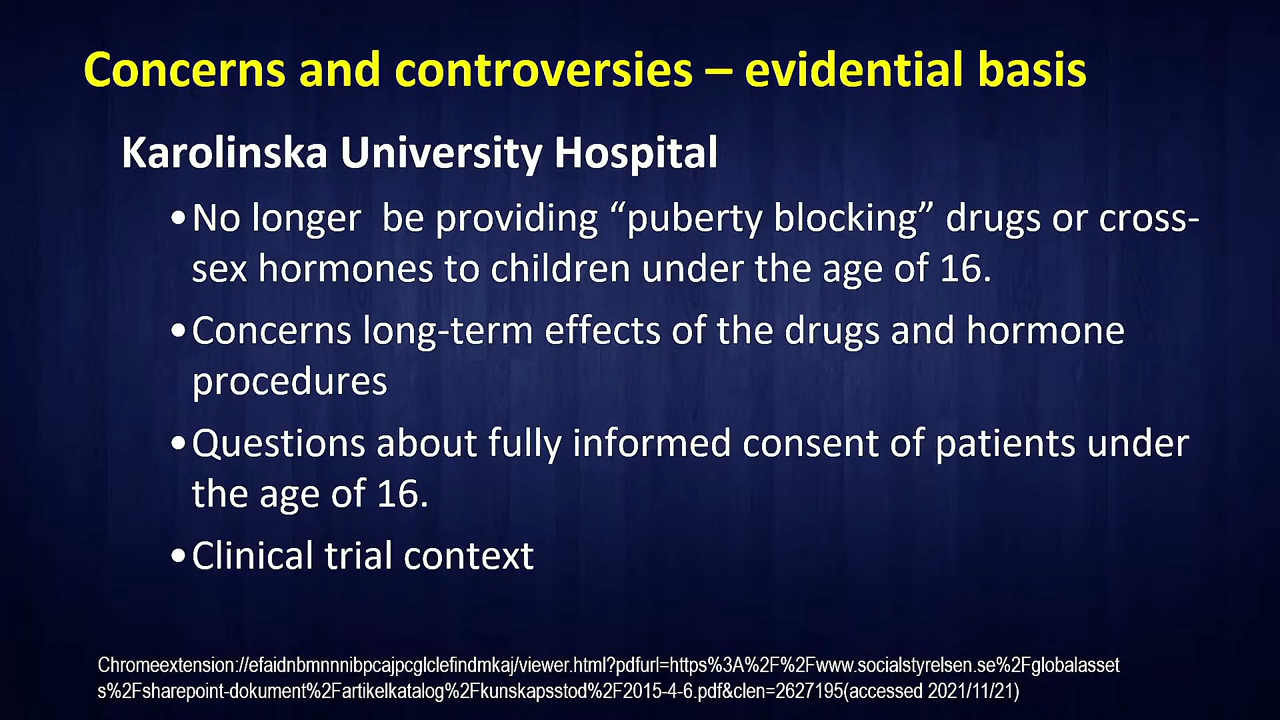 Concerns and controversies – evidential basis
Karolinska University Hospital
•No longer  be providing “puberty blocking” drugs or cross-
sex hormones to children under the age of 16.
•Concerns long-term effects of the drugs and hormone
procedures
•Questions about fully informed consent of patients under
the age of 16.
•Clinical trial context
Chromeextension://efaidnbmnnnibpcajpcglclefindmkaj/viewer.html?pdfurl=https%3A%2F%2Fwww.socialstyrelsen.se%2Fglobalasset
s%2Fsharepoint-dokument%2Fartikelkatalog%2Fkunskapsstod%2F2015-4-6.pdf&clen=2627195(accessed 2021/11/21)